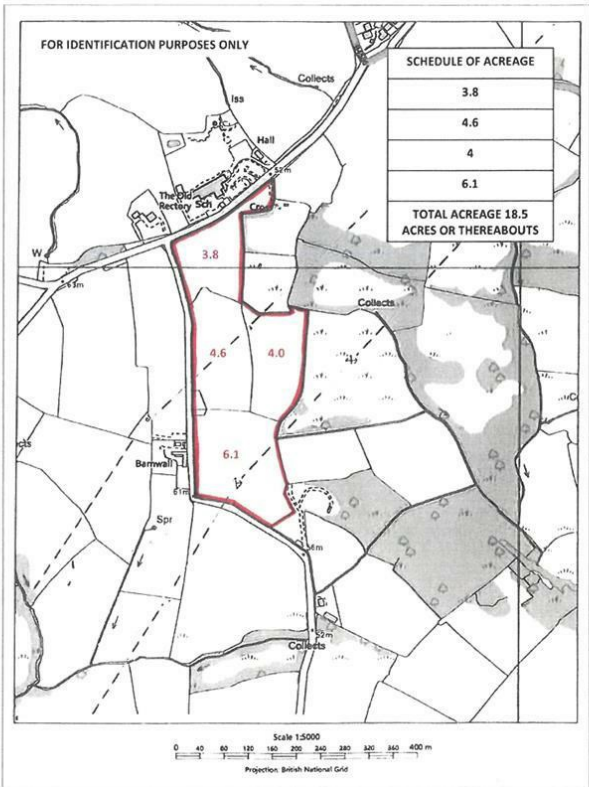 FOR IDENTIFICATION PURPOSES ONLY
SCHEDULE OF ACREAGE
3.8
4.6
4
6.1
TOTAL ACREAGE 18.5
ACRES OR THEREABOUTS
Collects
Iss
Hall
52m
The Old
Rectory
Sch
3.8
W
63m
Collects
4.6
4.0
6.1
Barnwall
61m
Spr
52m
Collects
Scale 1:5000
0 40 80 120 160 200 240 280 320 360 400 m
Projection: British National Grid